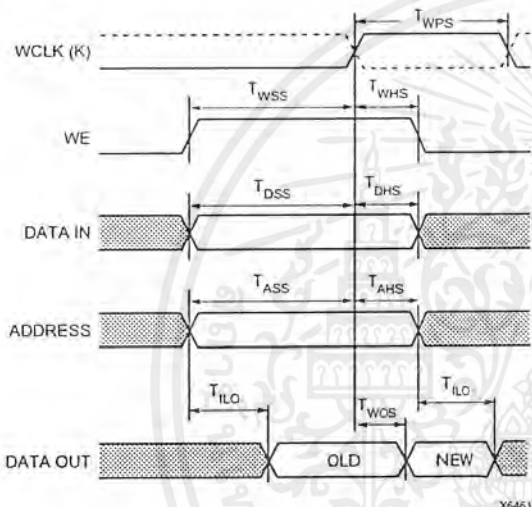 T_WPS
WCLK (K)
T_WSS T_WHS
WE
T_DSS T_DHS
DATA IN
T_ASS T_AHS
ADDRESS
T_ILO T_WOS T_ILO
DATA OUT OLD NEW
X6461